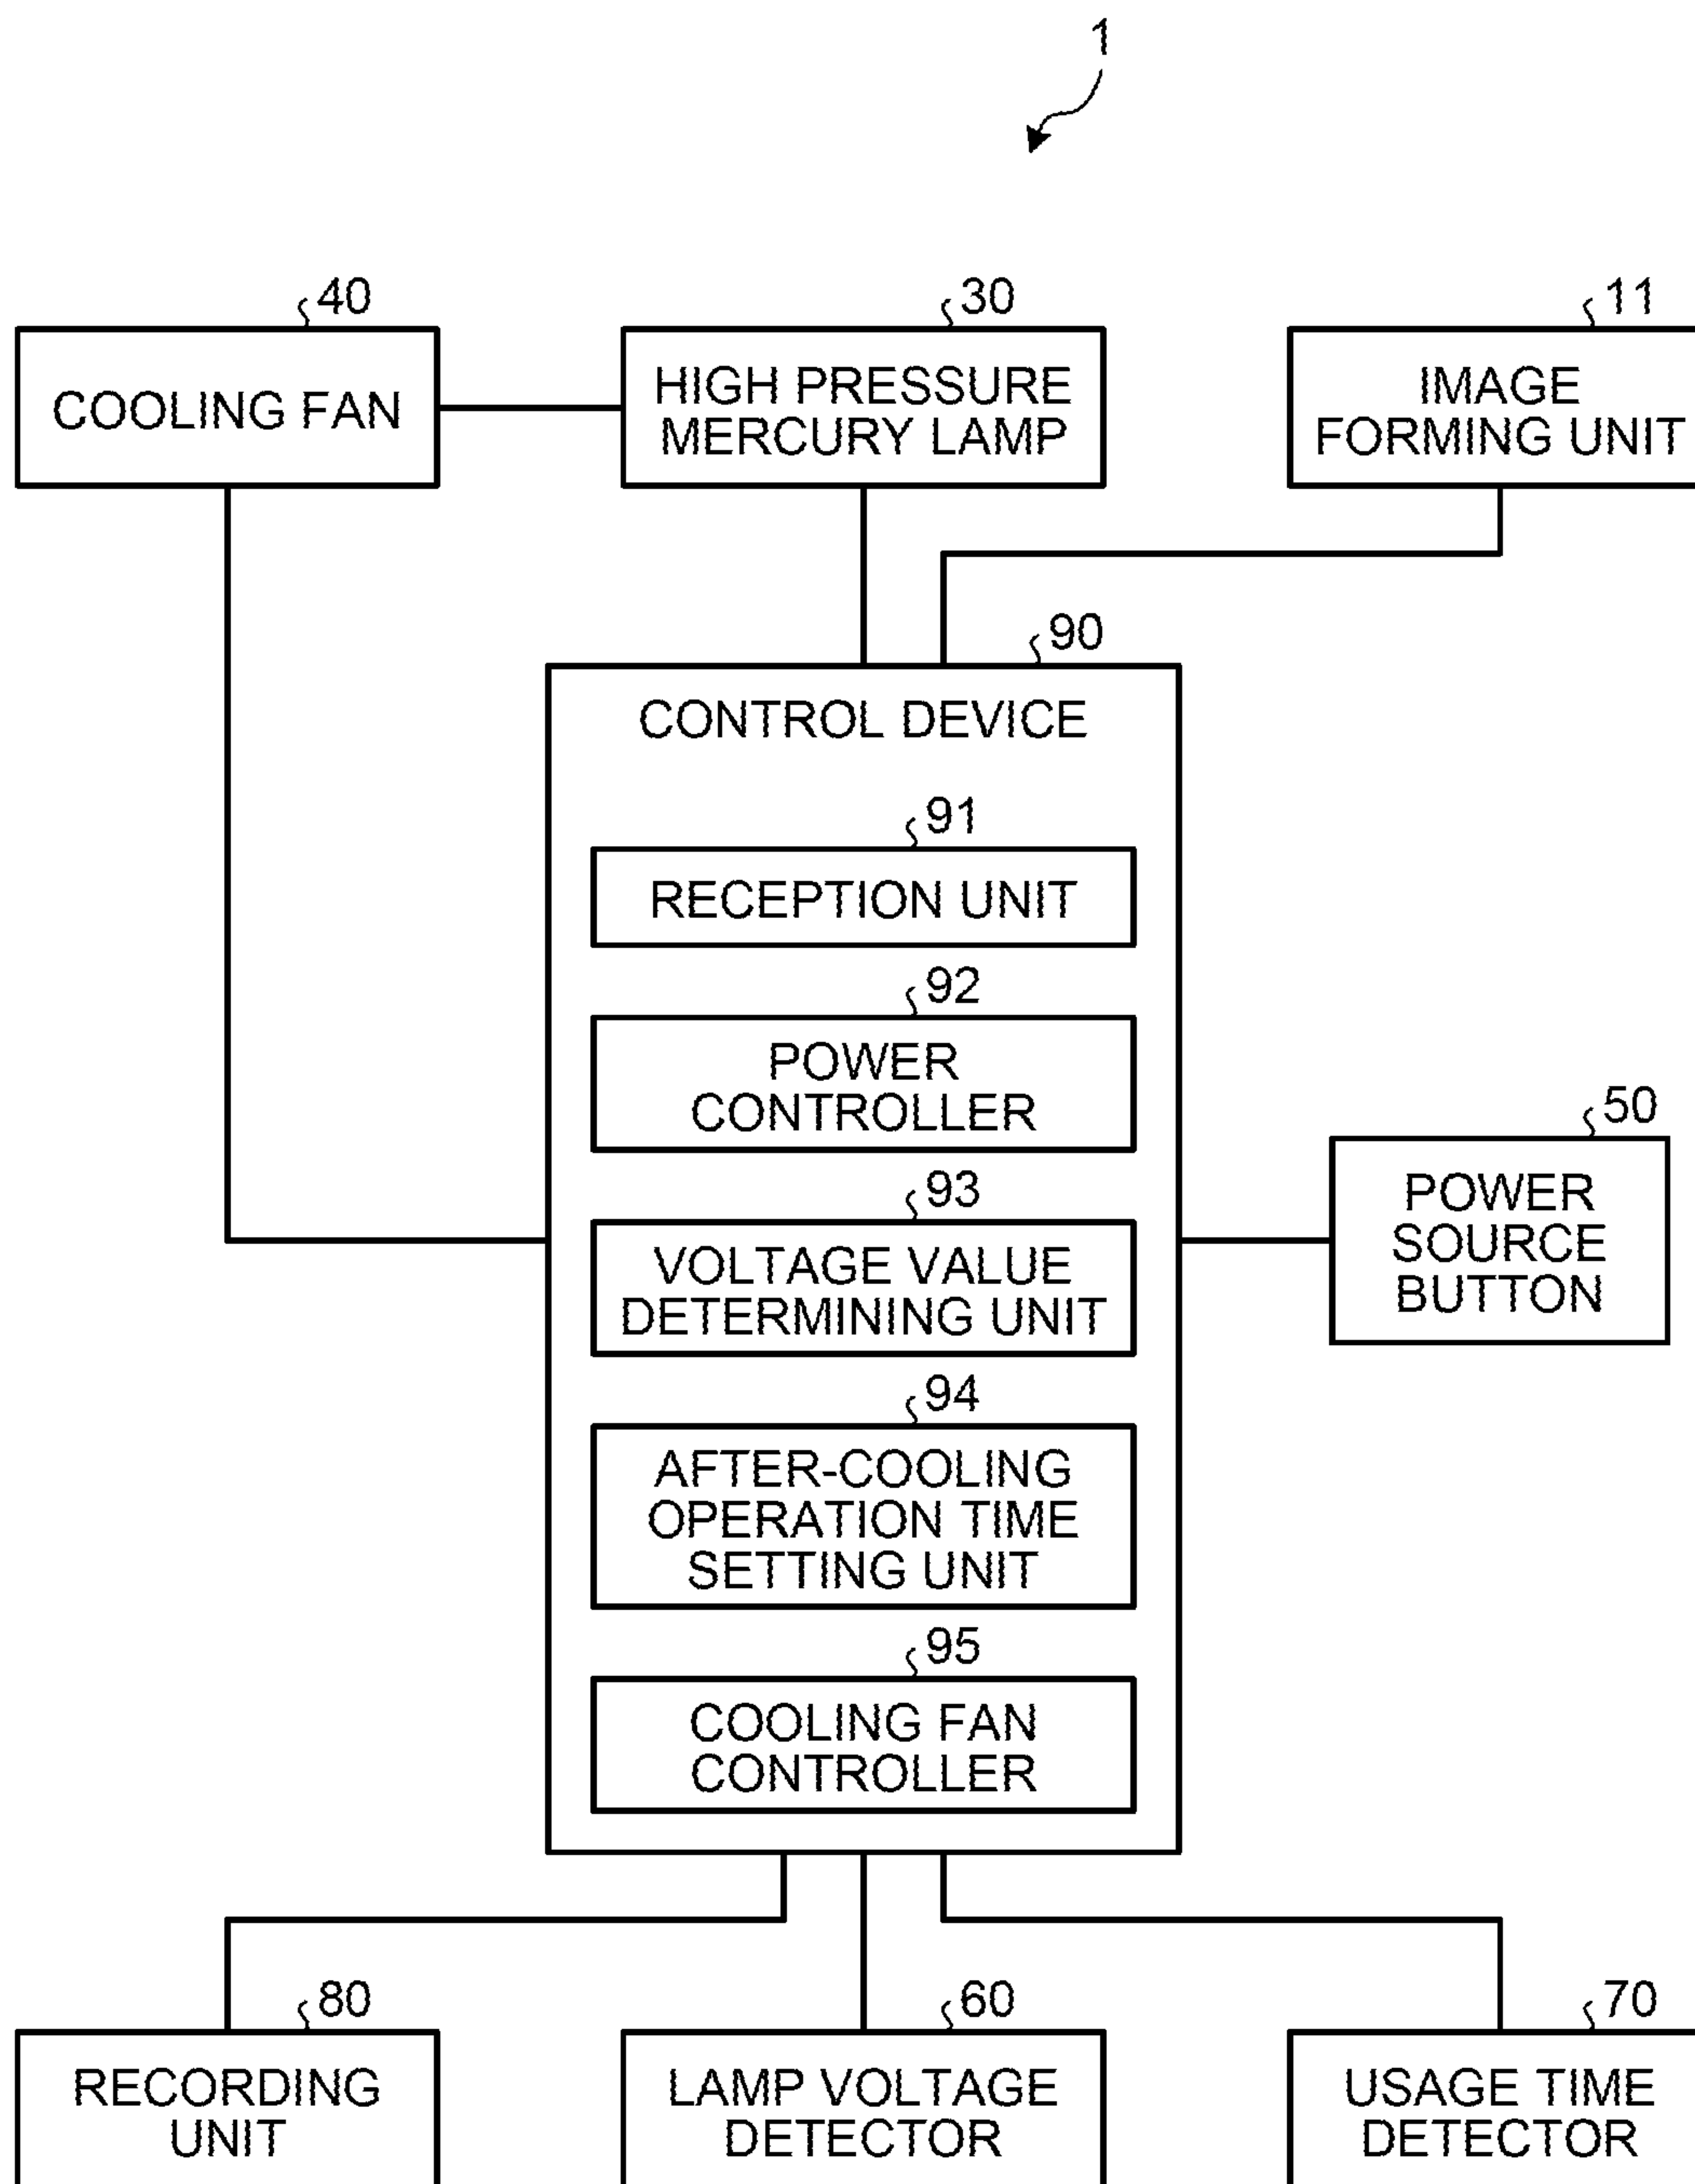 1
40
COOLING FAN
30
HIGH PRESSURE
MERCURY LAMP
11
IMAGE
FORMING UNIT
90
CONTROL DEVICE
91
RECEPTION UNIT
92
POWER
CONTROLLER
93
VOLTAGE VALUE
DETERMINING UNIT
94
AFTER-COOLING
OPERATION TIME
SETTING UNIT
95
COOLING FAN
CONTROLLER
50
POWER
SOURCE
BUTTON
80
RECORDING
UNIT
60
LAMP VOLTAGE
DETECTOR
70
USAGE TIME
DETECTOR